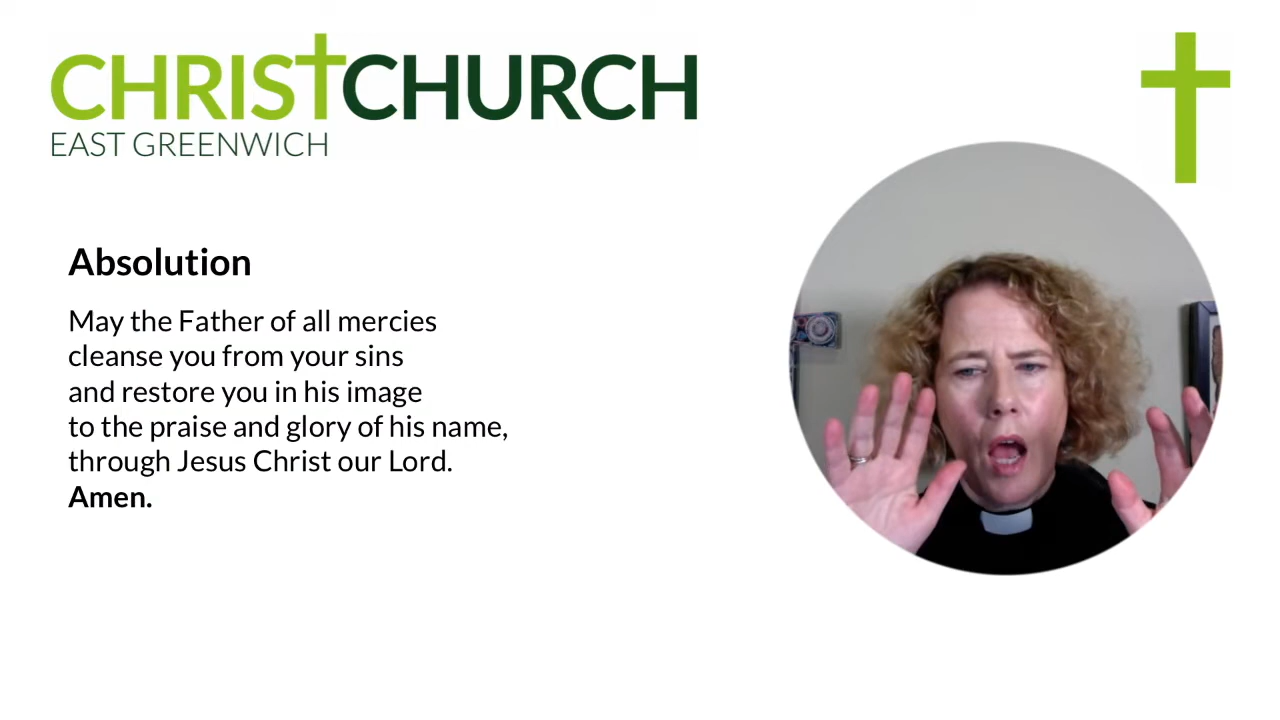 CHRISTCHURCH
EAST GREENWICH
Absolution
May the Father of all mercies
cleanse you from your sins
and restore you in his image
to the praise and glory of his name,
through Jesus Christ our Lord.
Amen.